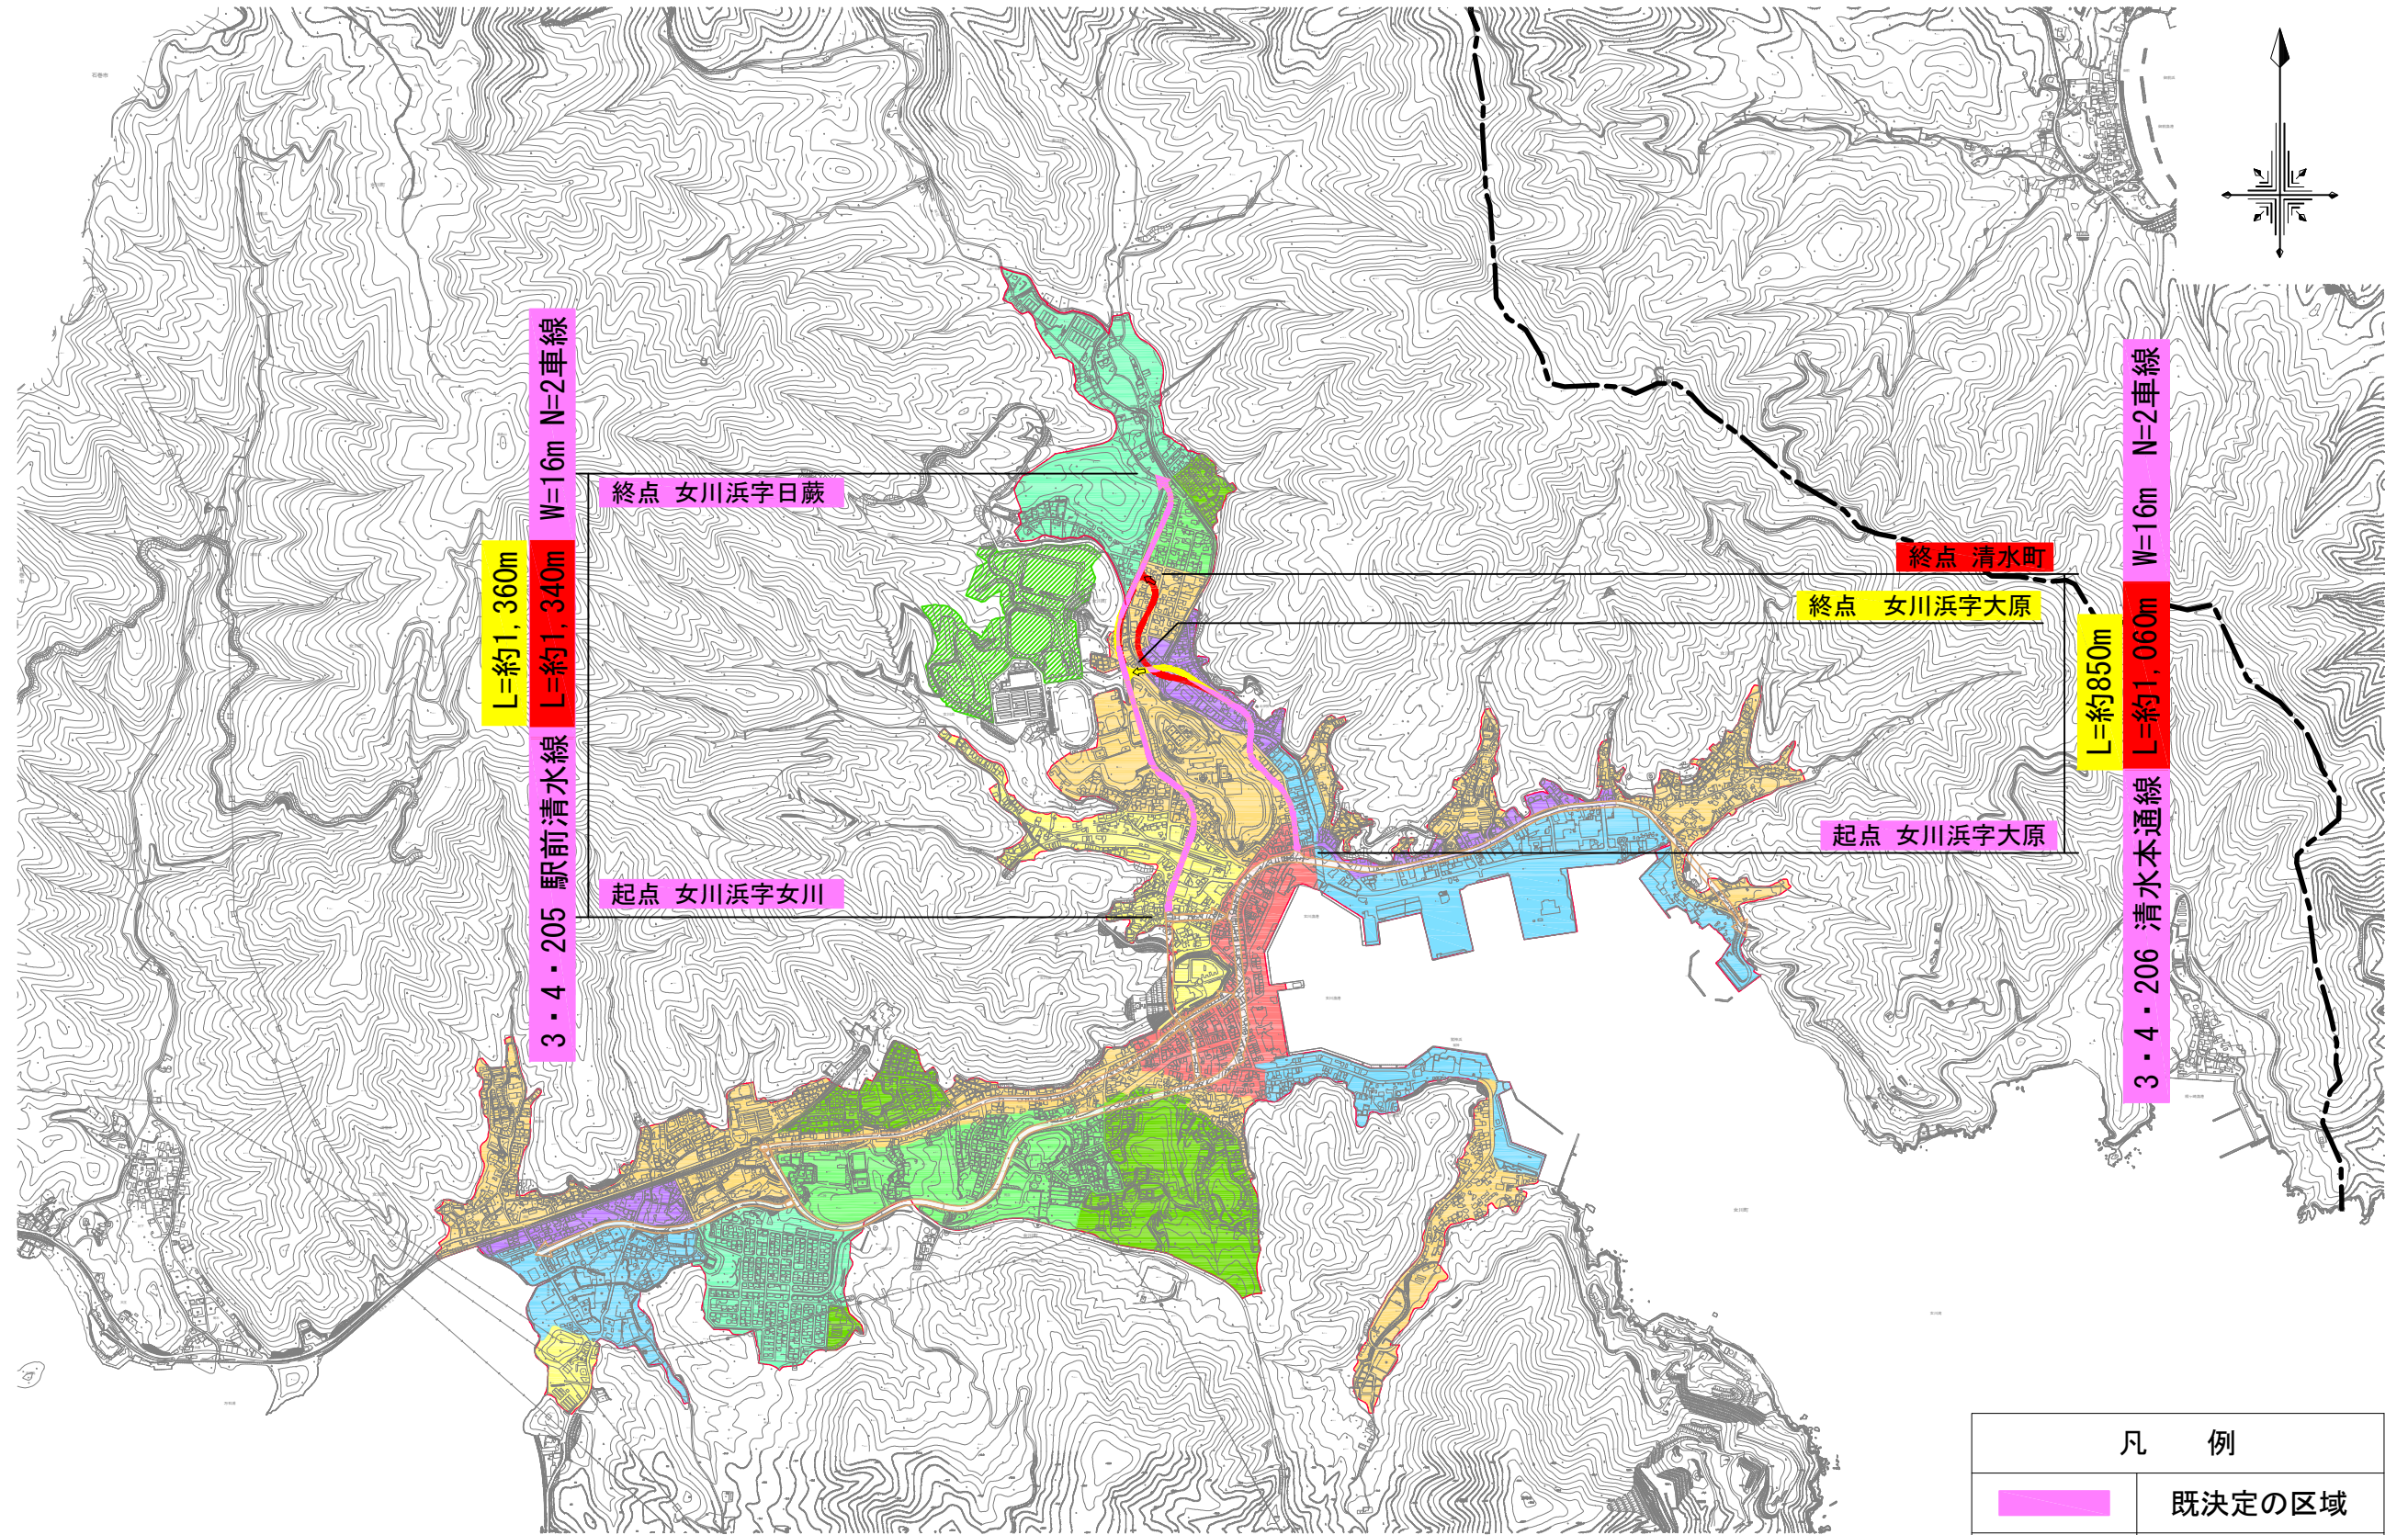 3・4・205 駅前清水線 L=約1,340m W=16m N=2車線
L=約1,360m
終点 女川浜字日蕨
起点 女川浜字女川
終点 清水町
終点 女川浜字大原
起点 女川浜字大原
L=約850m
3・4・206 清水本通線 L=約1,060m W=16m N=2車線
凡 例
既決定の区域